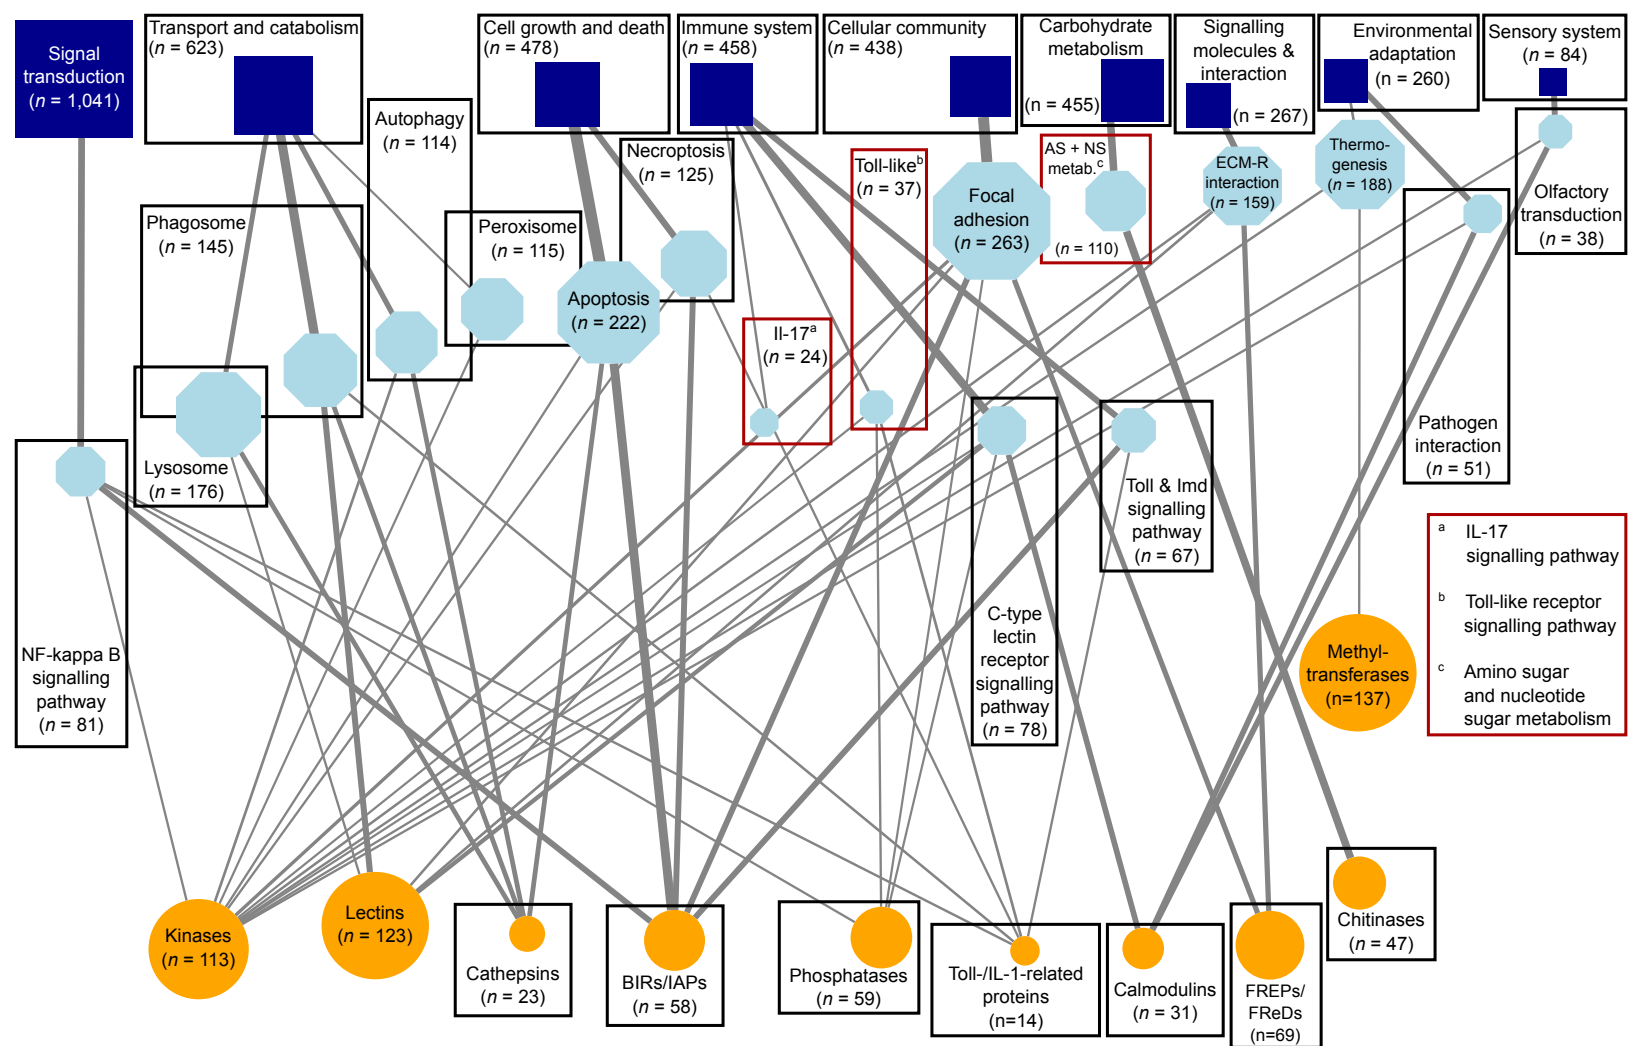 Signal
transduction
(n = 1,041)
Transport and catabolism
(n = 623)
Cell growth and death
(n = 478)
Immune system
(n = 458)
Cellular community
(n = 438)
Carbohydrate
metabolism
(n = 455)
Signalling
molecules &
interaction
(n = 267)
Environmental
adaptation
(n = 260)
Sensory system
(n = 84)
Autophagy
(n = 114)
Necroptosis
(n = 125)
Toll-like^b
(n = 37)
AS + NS
metab.^c
(n = 110)
Focal
adhesion
(n = 263)
ECM-R
interaction
(n = 159)
Thermo-
genesis
(n = 188)
Olfactory
transduction
(n = 38)
Phagosome
(n = 145)
Peroxisome
(n = 115)
Apoptosis
(n = 222)
Il-17^a
(n = 24)
Pathogen
interaction
(n = 51)
Lysosome
(n = 176)
Toll & Imd
signalling
pathway
(n = 67)
C-type
lectin
receptor
signalling
pathway
(n = 78)
NF-kappa B
signalling
pathway
(n = 81)
Methyl-
transferases
(n=137)
a IL-17
signalling pathway
b Toll-like receptor
signalling pathway
c Amino sugar
and nucleotide
sugar metabolism
Kinases
(n = 113)
Lectins
(n = 123)
Cathepsins
(n = 23)
BIRs/IAPs
(n = 58)
Phosphatases
(n = 59)
Toll-/IL-1-related
proteins
(n=14)
Calmodulins
(n = 31)
FREPs/
FReDs
(n=69)
Chitinases
(n = 47)